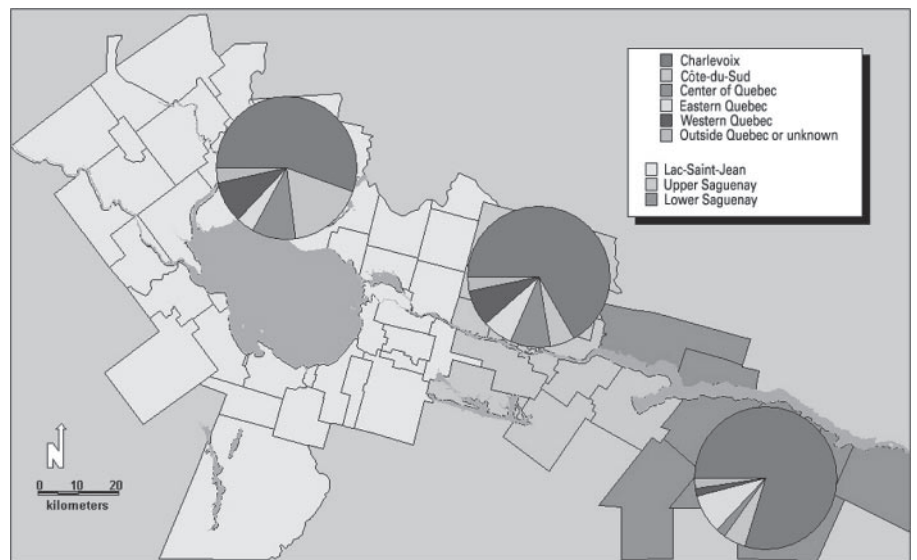 Charlevoix
Côte-du-Sud
Center of Quebec
Eastern Quebec
Western Quebec
Outside Quebec or unknown
Lac-Saint-Jean
Upper Saguenay
Lower Saguenay
N
0 10 20
kilometers